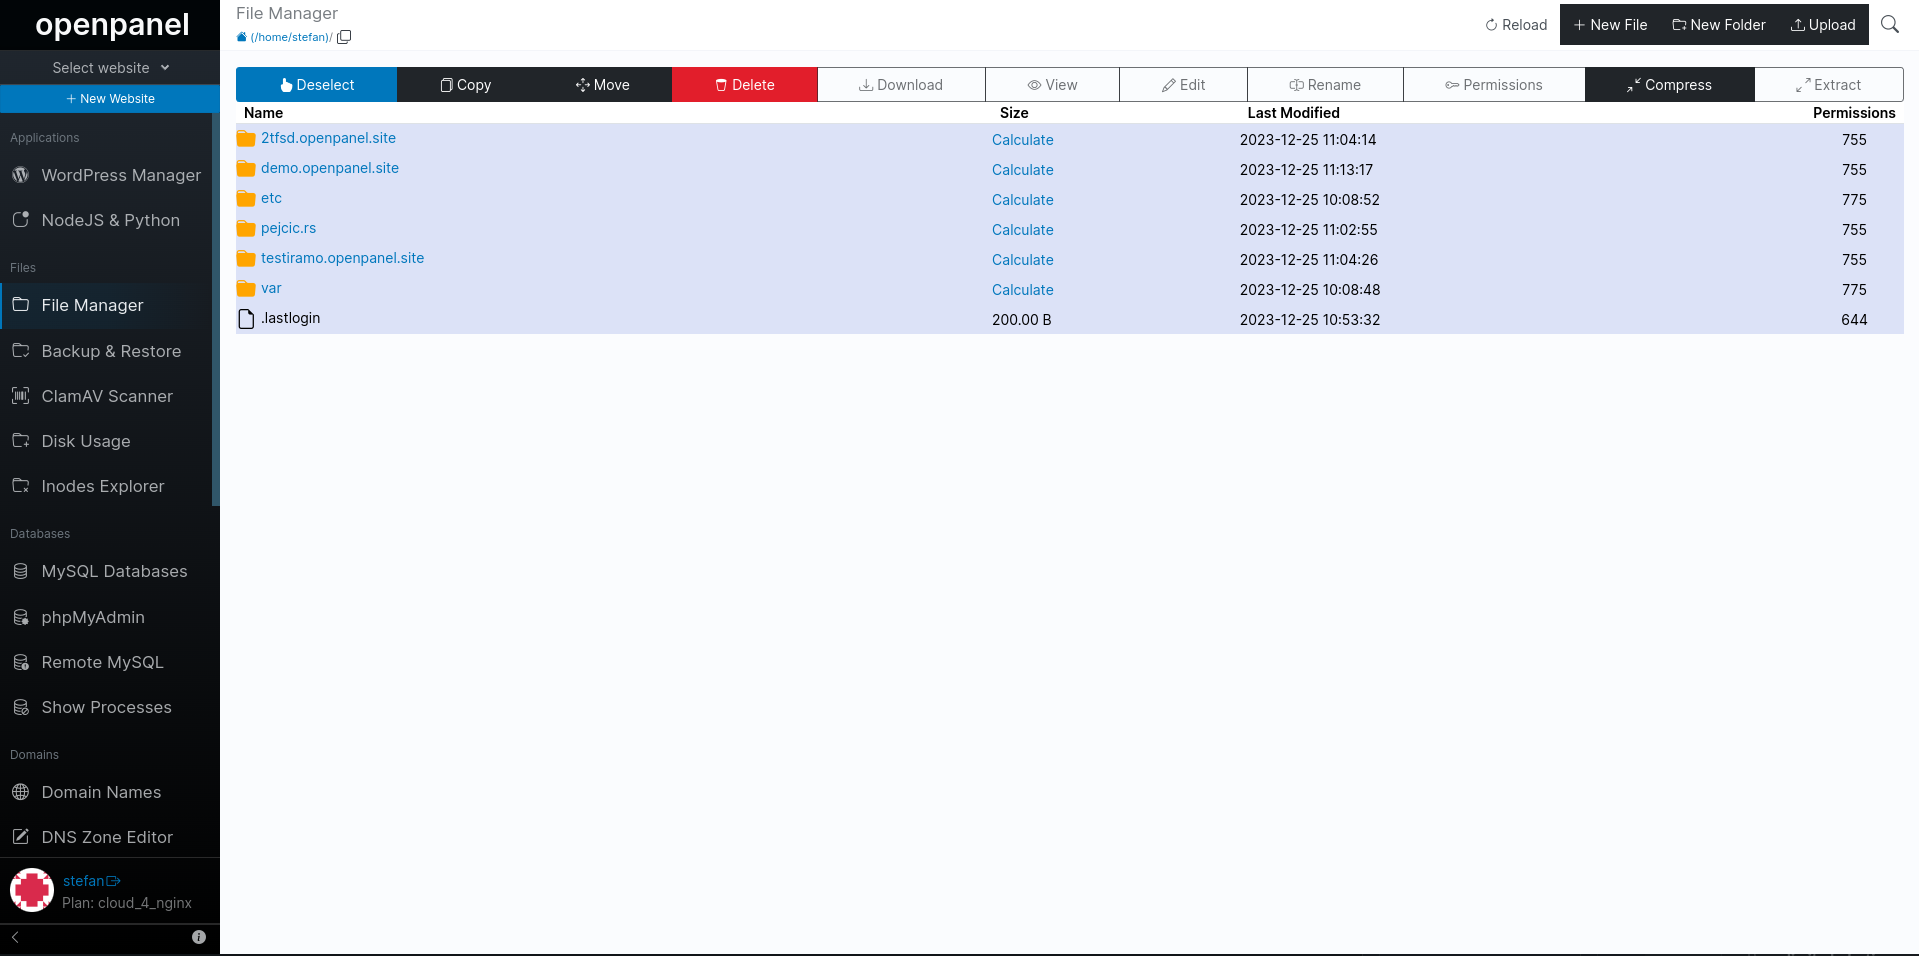 openpanel
Select website
+ New Website
Applications
WordPress Manager
NodeJS & Python
Files
File Manager
Backup & Restore
ClamAV Scanner
Disk Usage
Inodes Explorer
Databases
MySQL Databases
phpMyAdmin
Remote MySQL
Show Processes
Domains
Domain Names
DNS Zone Editor
stefan
Plan: cloud_4_nginx
File Manager
(/home/stefan)/
Reload + New File New Folder Upload
Deselect Copy Move Delete Download View Edit Rename Permissions Compress Extract
Name Size Last Modified Permissions
2tfsd.openpanel.site Calculate 2023-12-25 11:04:14 755
demo.openpanel.site Calculate 2023-12-25 11:13:17 755
etc Calculate 2023-12-25 10:08:52 775
pejcic.rs Calculate 2023-12-25 11:02:55 755
testiramo.openpanel.site Calculate 2023-12-25 11:04:26 755
var Calculate 2023-12-25 10:08:48 775
.lastlogin 200.00 B 2023-12-25 10:53:32 644